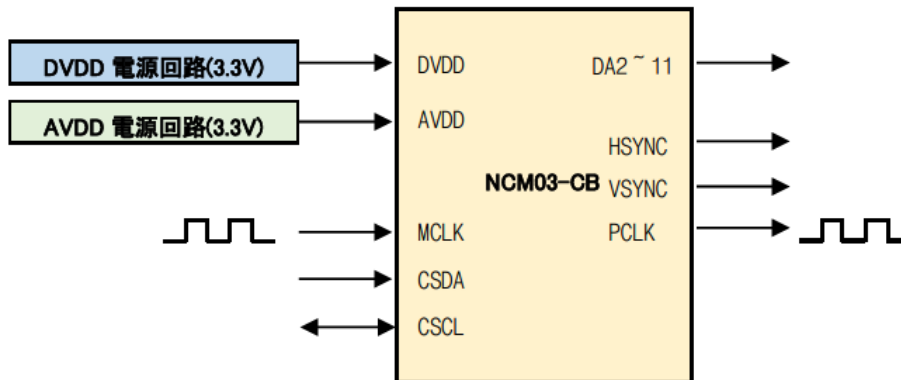 DVDD 電源回路(3.3V)
AVDD 電源回路(3.3V)
DVDD
AVDD
MCLK
CSDA
CSCL
NCM03-CB
DA2 ~ 11
HSYNC
VSYNC
PCLK